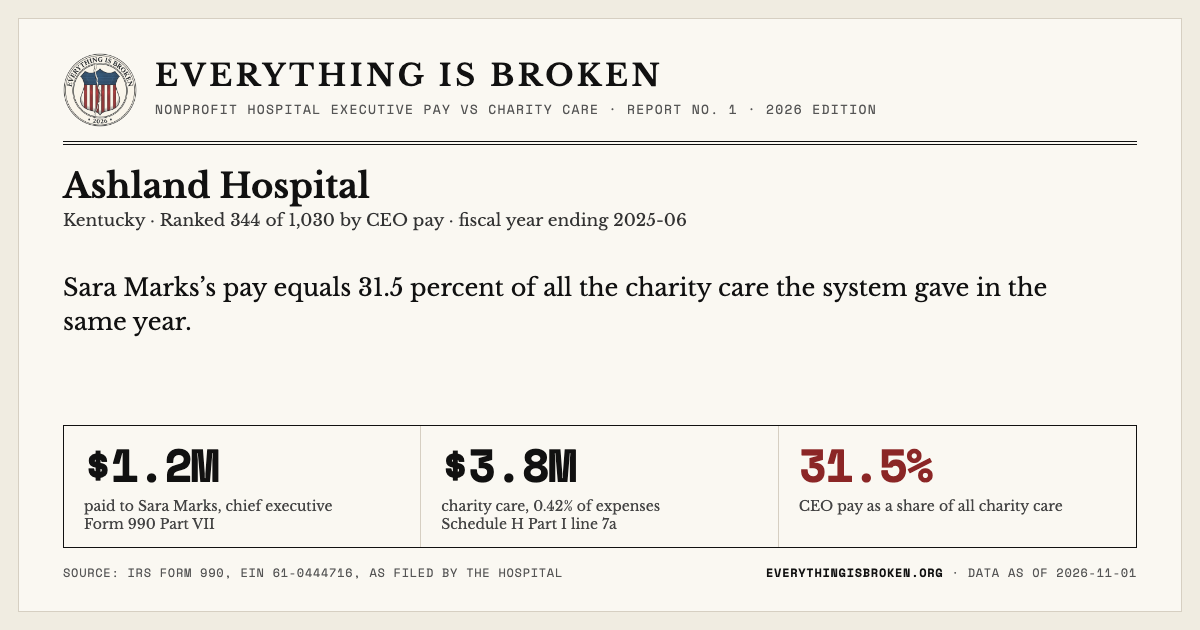 EVERYTHING IS BROKEN
2026
EVERYTHING IS BROKEN
NONPROFIT HOSPITAL EXECUTIVE PAY VS CHARITY CARE · REPORT NO. 1 · 2026 EDITION
Ashland Hospital
Kentucky · Ranked 344 of 1,030 by CEO pay · fiscal year ending 2025-06
Sara Marks’s pay equals 31.5 percent of all the charity care the system gave in the
same year.
$1.2M
paid to Sara Marks, chief executive
Form 990 Part VII
$3.8M
charity care, 0.42% of expenses
Schedule H Part I line 7a
31.5%
CEO pay as a share of all charity care
SOURCE: IRS FORM 990, EIN 61-0444716, AS FILED BY THE HOSPITAL
EVERYTHINGISBROKEN.ORG · DATA AS OF 2026-11-01